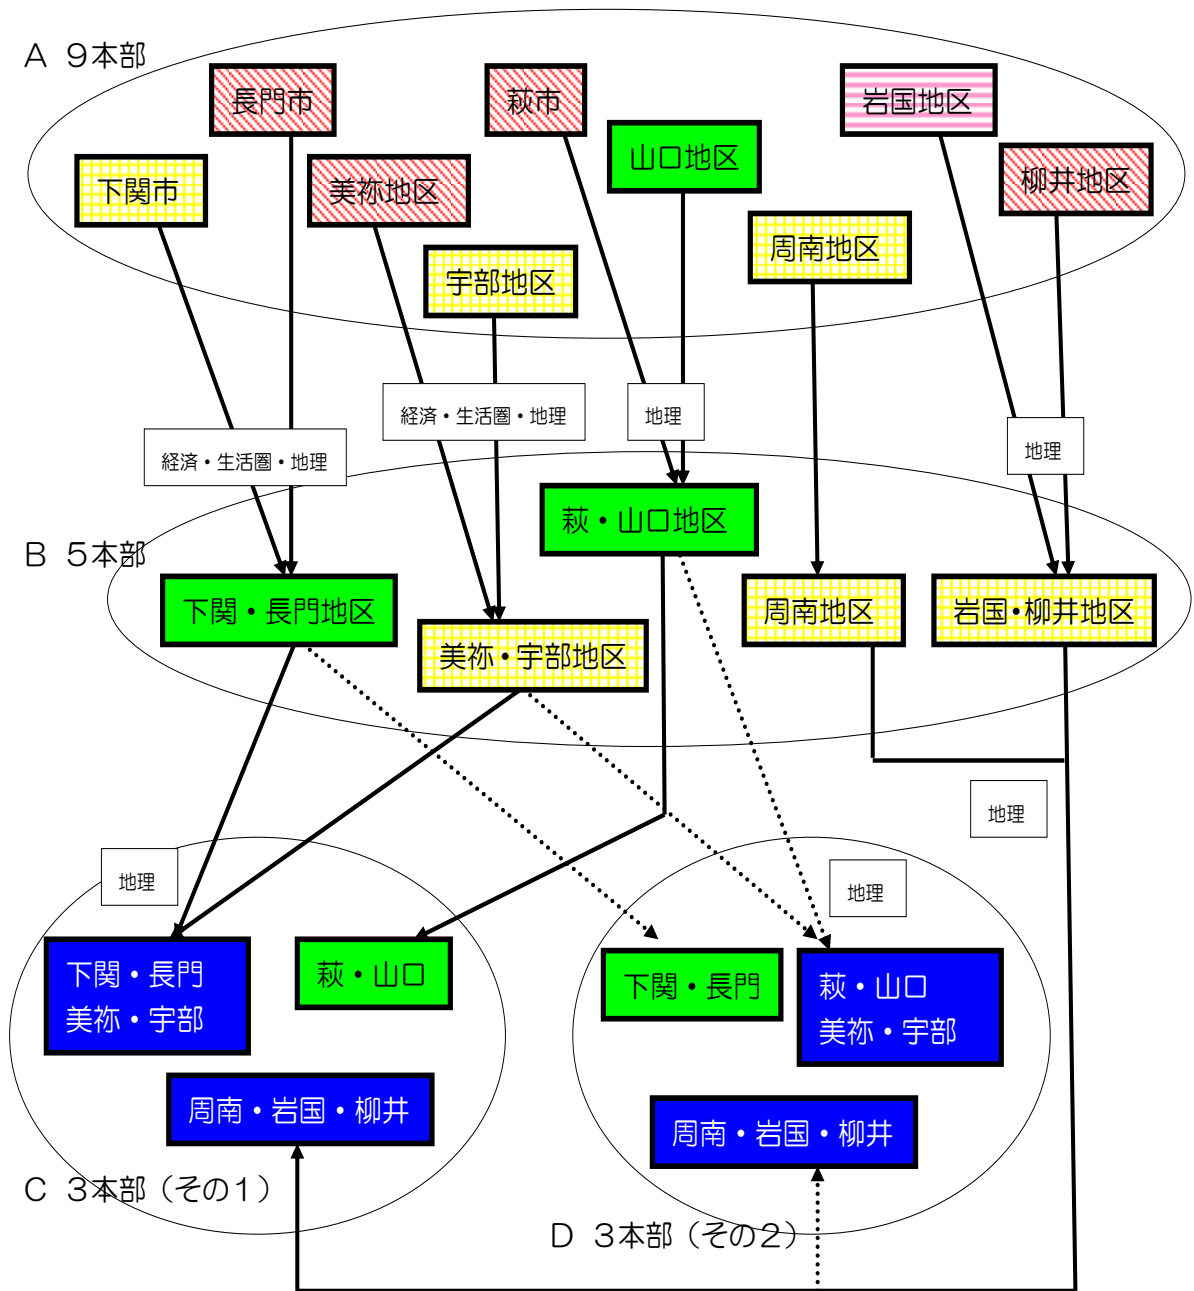 A ９本部
長門市
萩市
岩国地区
山口地区
下関市
美祢地区
柳井地区
周南地区
宇部地区
経済・生活圏・地理
地理
経済・生活圏・地理
地理
B ５本部
萩・山口地区
下関・長門地区
周南地区
岩国・柳井地区
美祢・宇部地区
地理
地理
地理
下関・長門
美祢・宇部
萩・山口
下関・長門
萩・山口
美祢・宇部
周南・岩国・柳井
周南・岩国・柳井
C ３本部（その１）
D ３本部（その２）